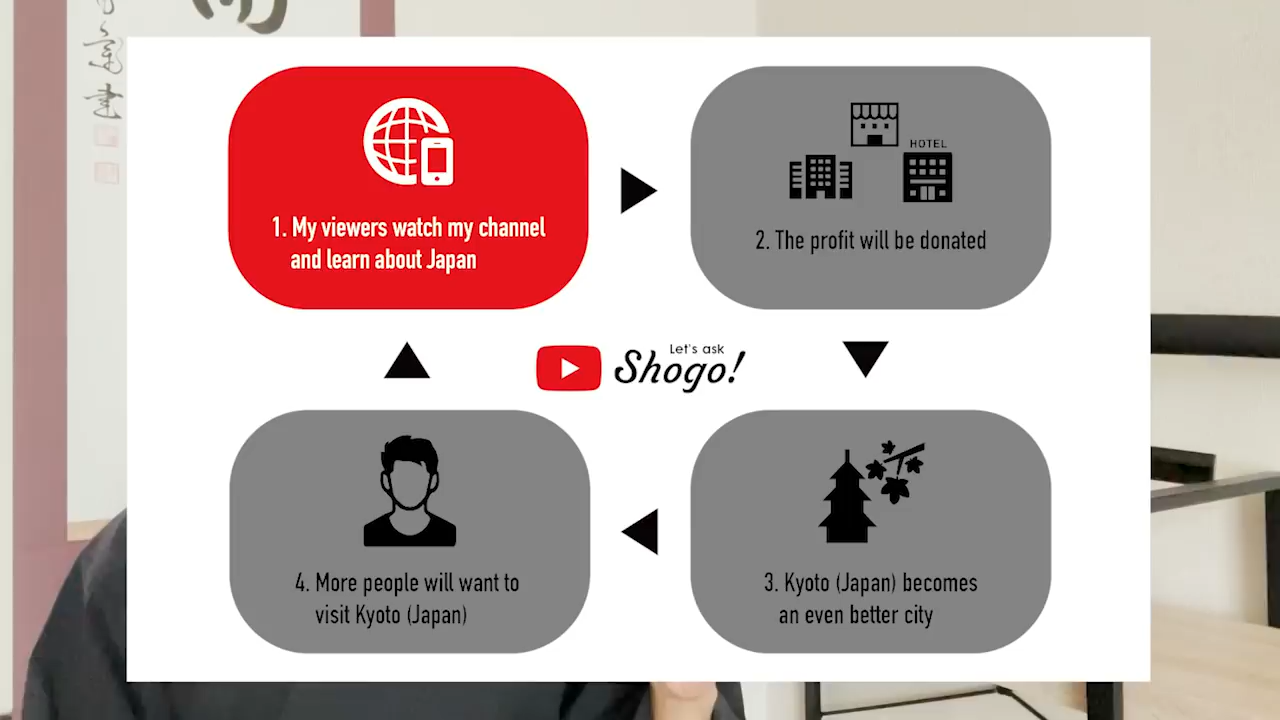 1. My viewers watch my channel
and learn about Japan
HOTEL
2. The profit will be donated
Let's ask
Shogo!
4. More people will want to
visit Kyoto (Japan)
3. Kyoto (Japan) becomes
an even better city